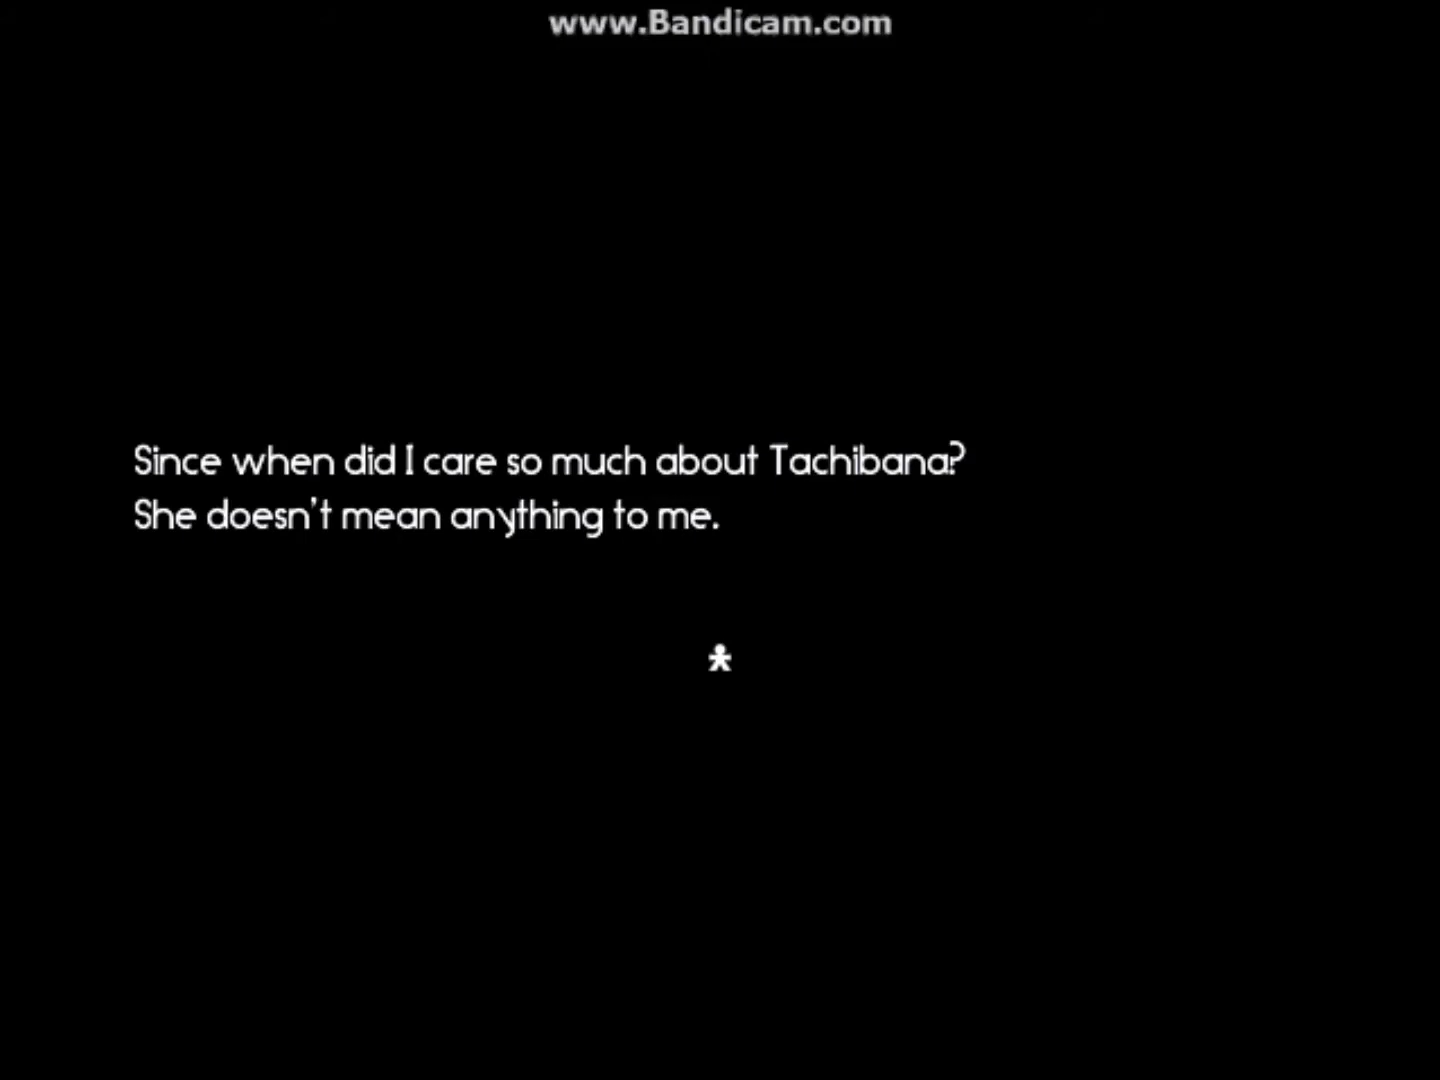 www.Bandicam.com
Since when did I care so much about Tachibana?
She doesn't mean anything to me.